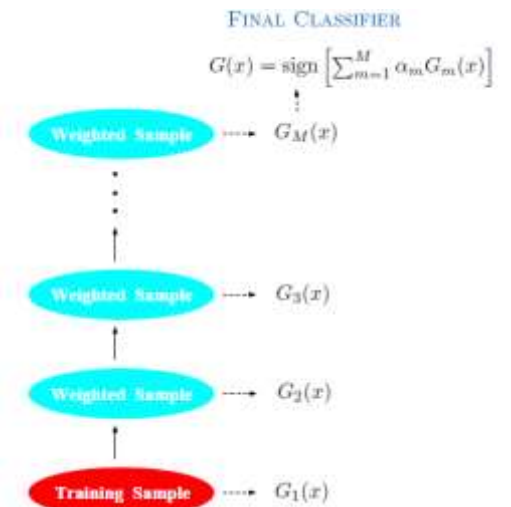 FINAL CLASSIFIER
G(x) = sign [∑_{m=1}^{M} α_m G_m(x)]
Weighted Sample G_M(x)
Weighted Sample G_3(x)
Weighted Sample G_2(x)
Training Sample G_1(x)